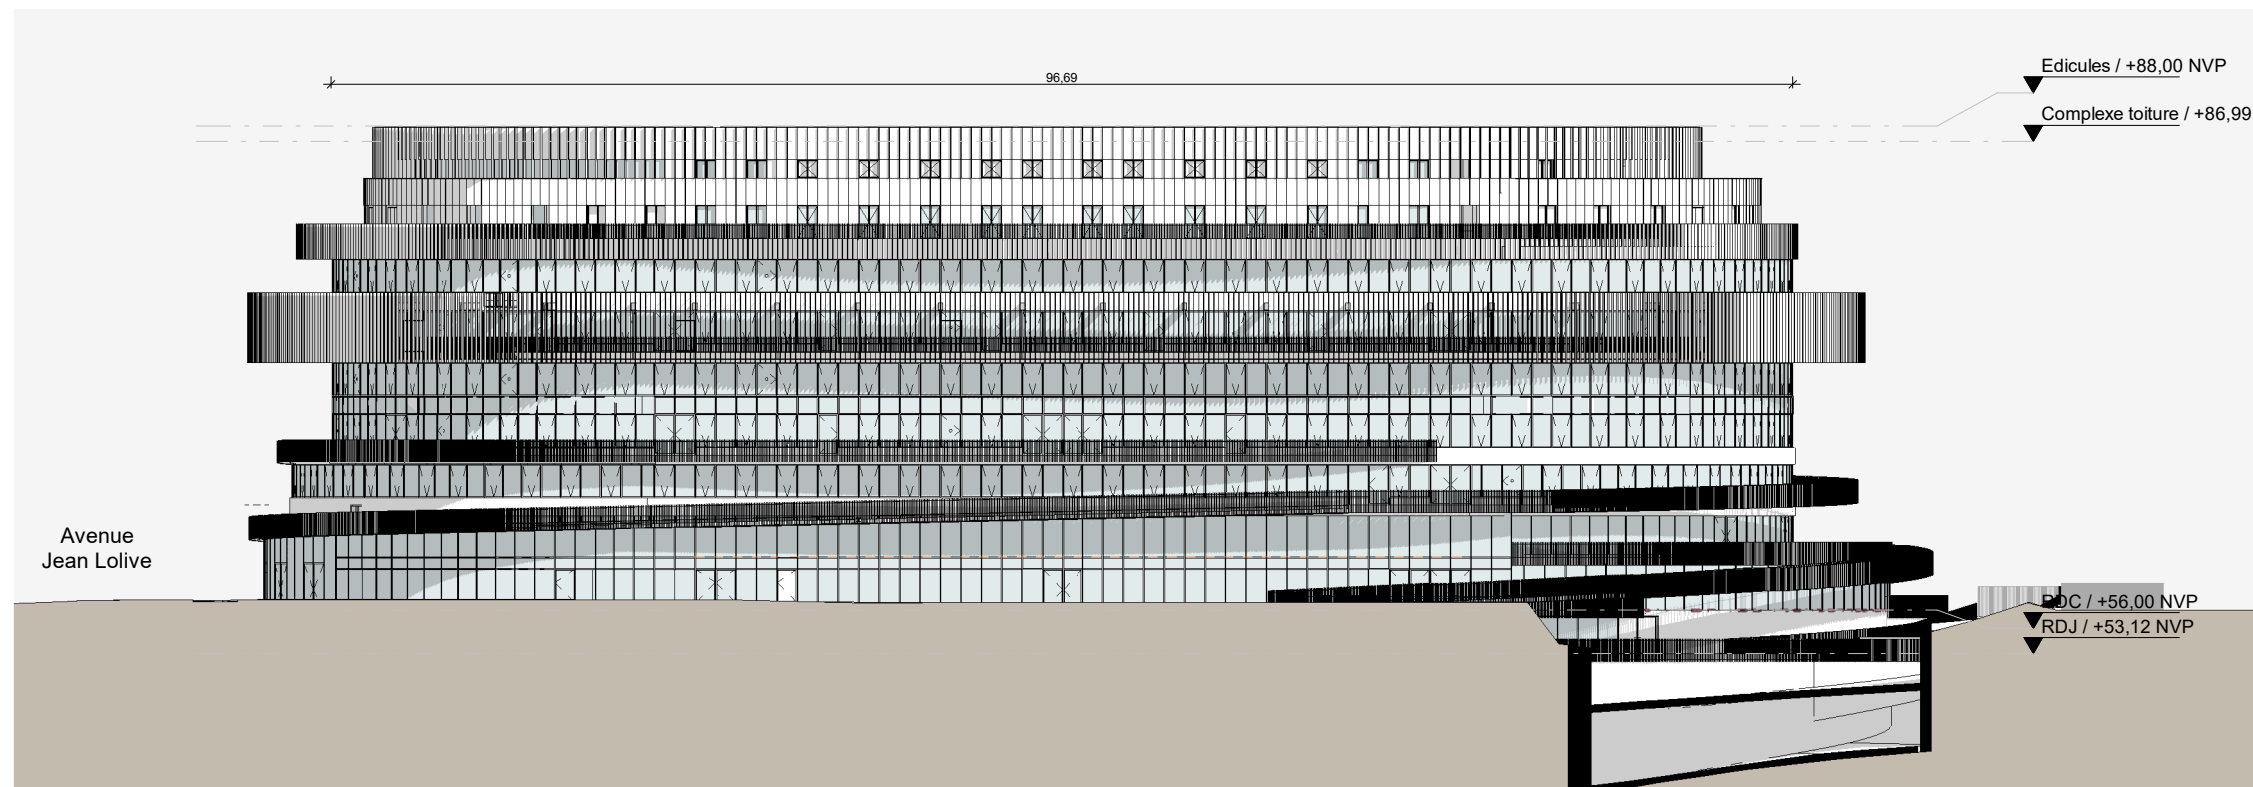 96,69
Edicules / +88,00 NVP
Complexe toiture / +86,99
Avenue
Jean Lolive
RDC / +56,00 NVP
RDJ / +53,12 NVP